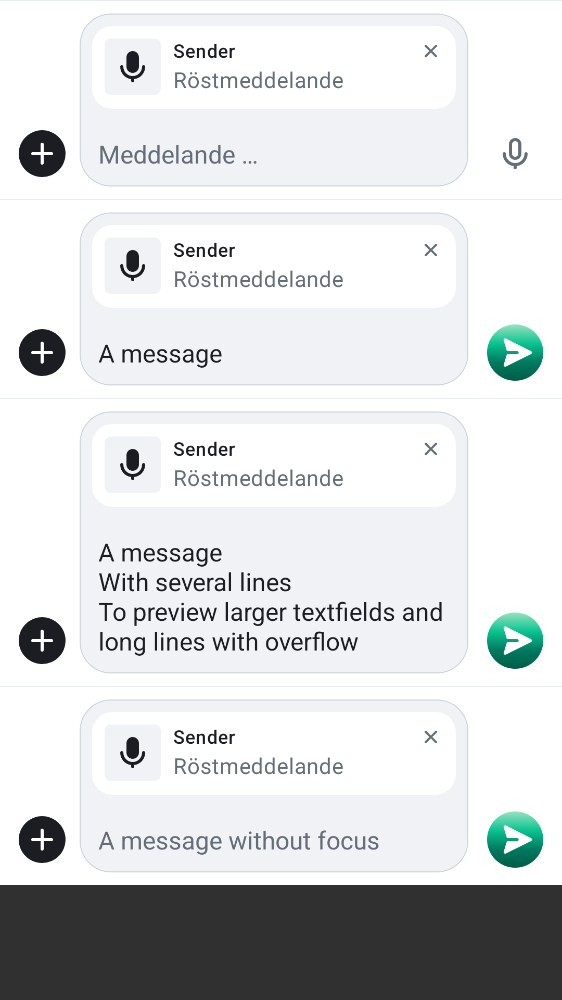 Sender
Röstmeddelande
Meddelande …
Sender
Röstmeddelande
A message
Sender
Röstmeddelande
A message
With several lines
To preview larger textfields and
long lines with overflow
Sender
Röstmeddelande
A message without focus